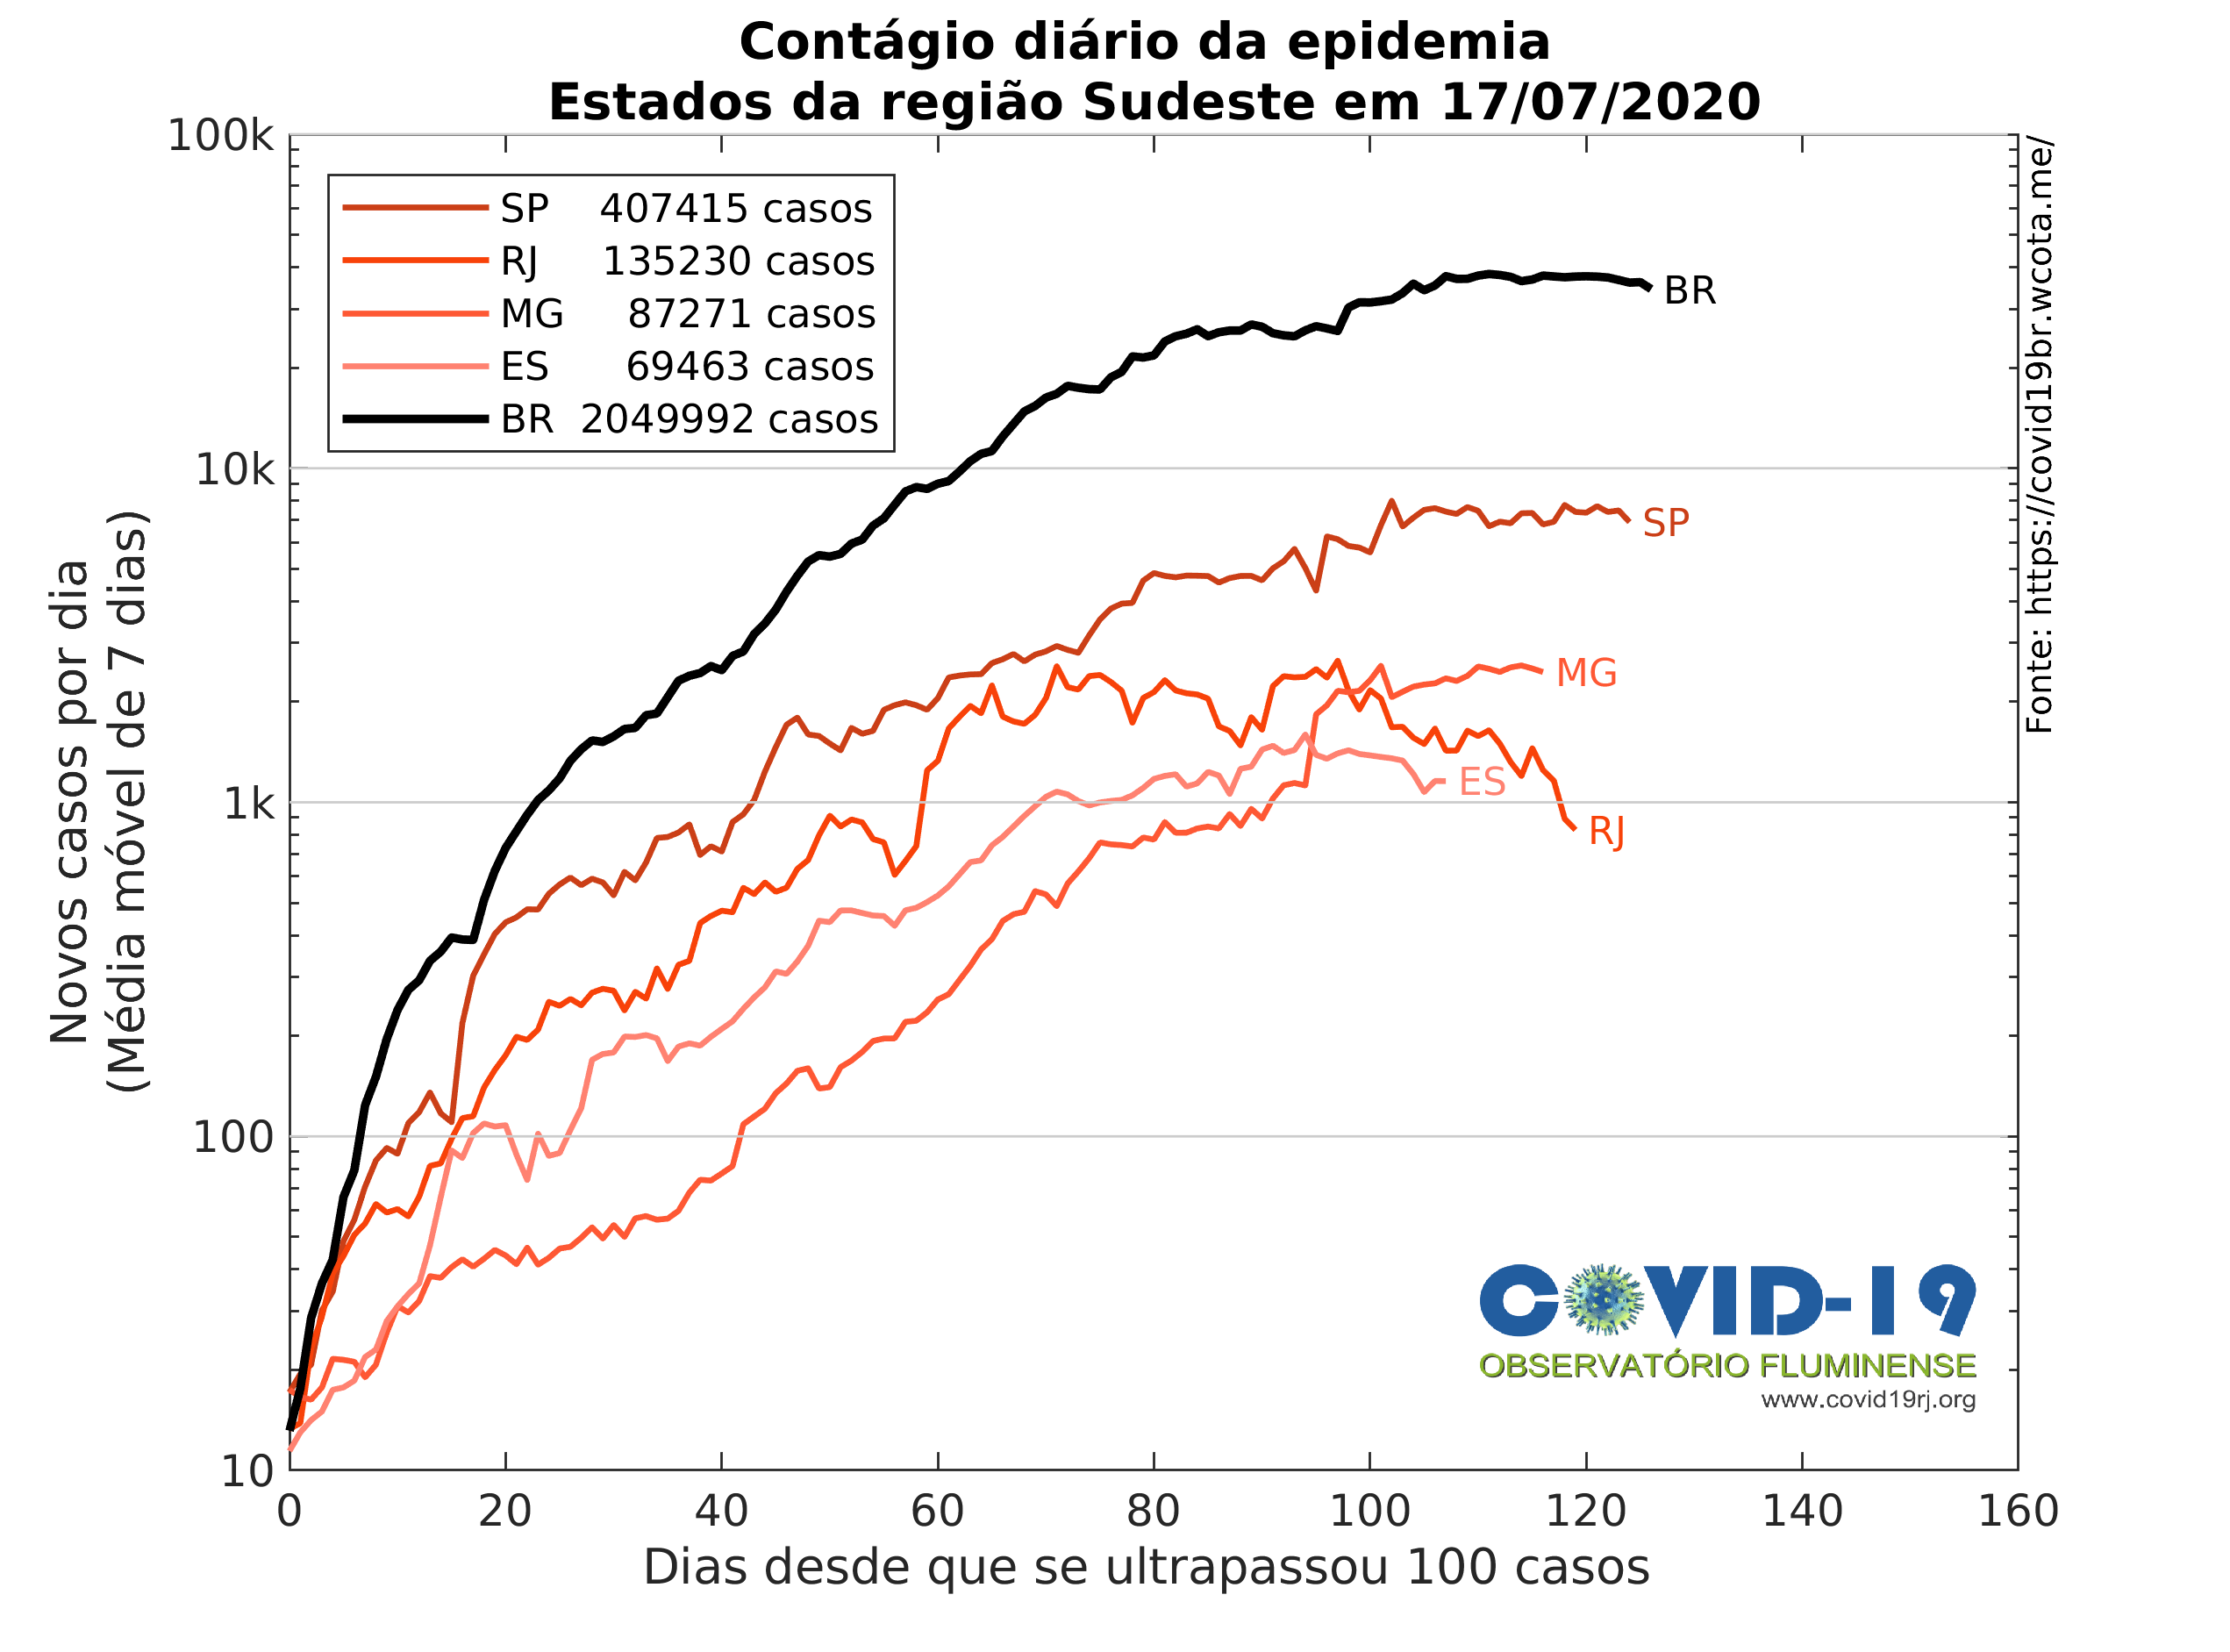 Contágio diário da epidemia
Estados da região Sudeste em 17/07/2020
100k
10k
1k
100
10
Novos casos por dia
(Média móvel de 7 dias)
SP 407415 casos
RJ 135230 casos
MG 87271 casos
ES 69463 casos
BR 2049992 casos
BR
SP
MG
ES
RJ
Fonte: https://covid19br.wcota.me/
COVID-19
OBSERVATÓRIO FLUMINENSE
www.covid19rj.org
0 20 40 60 80 100 120 140 160
Dias desde que se ultrapassou 100 casos